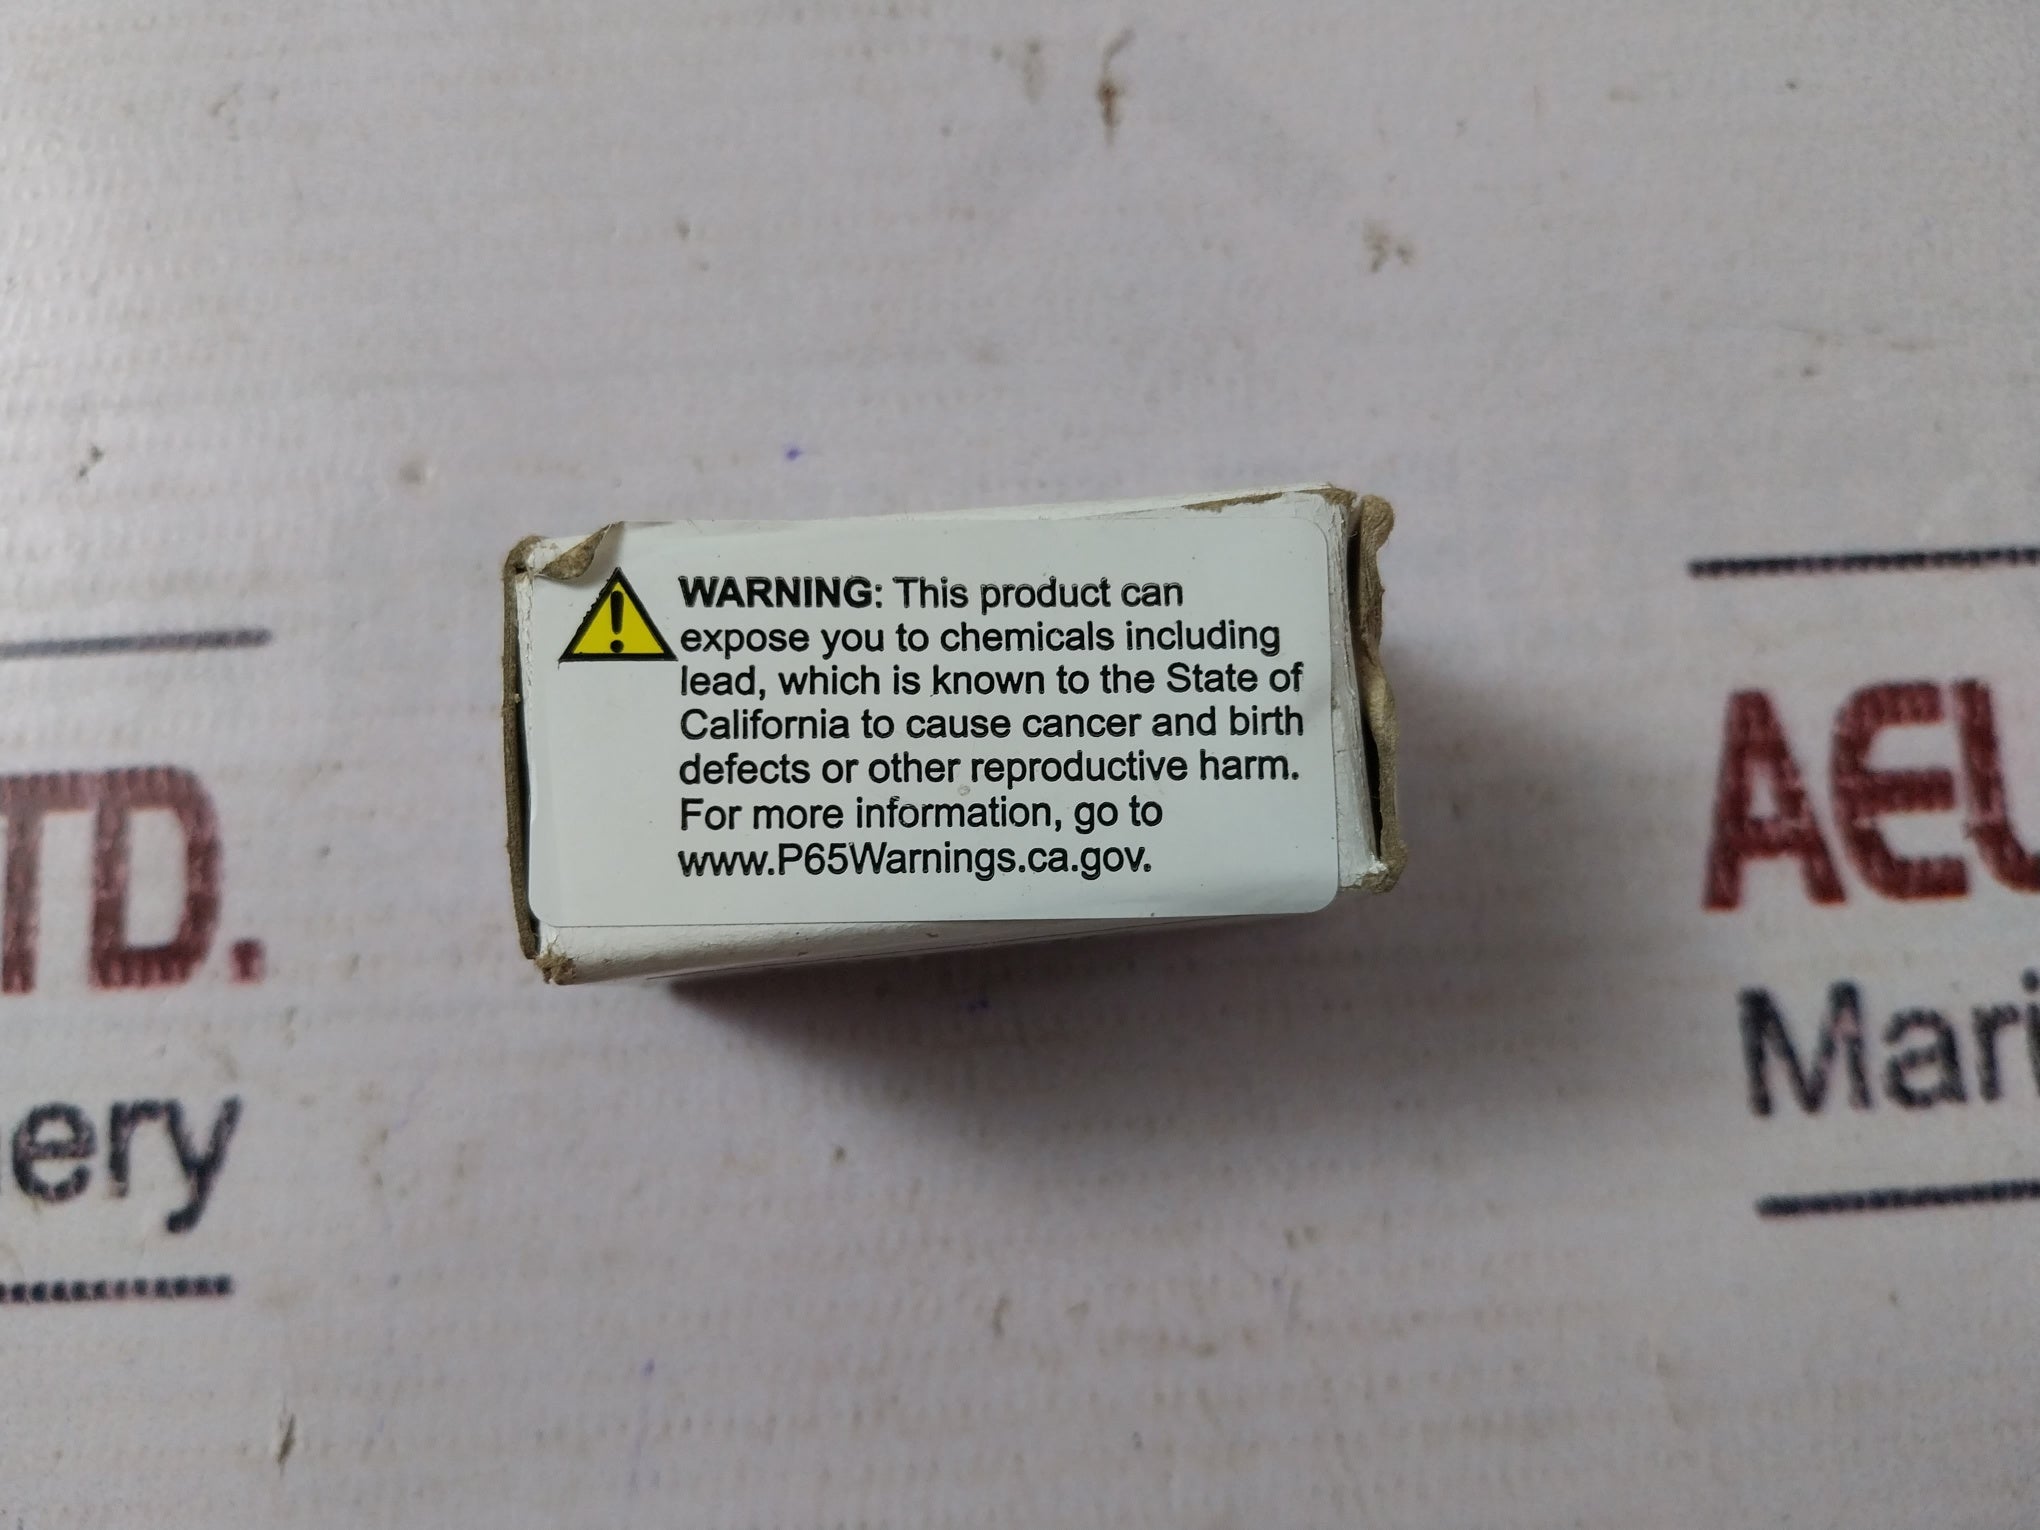 WARNING: This product can
expose you to chemicals including
lead, which is known to the State of
California to cause cancer and birth
defects or other reproductive harm.
For more information, go to
www.P65Warnings.ca.gov.
TD.
ery
AEU
Mari